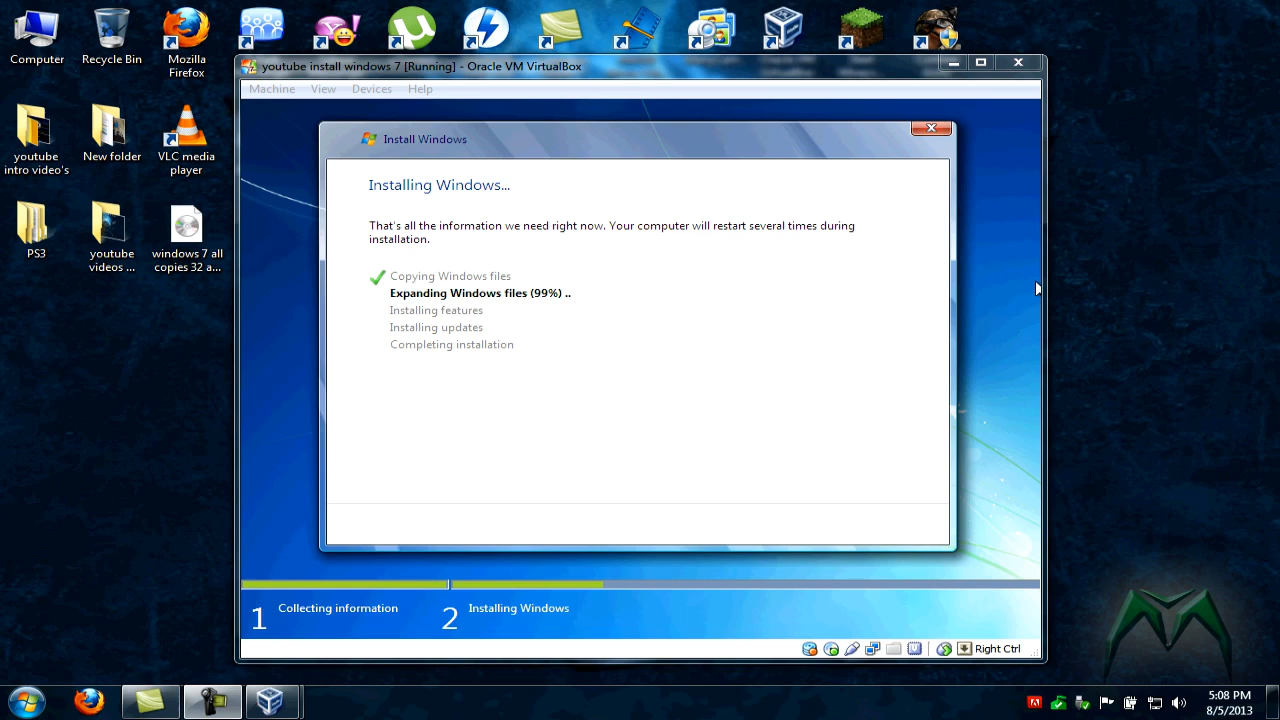 Computer
Recycle Bin
Mozilla
Firefox
youtube install windows 7 [Running] - Oracle VM VirtualBox
Machine View Devices Help
youtube
intro video's
New folder
VLC media
player
PS3
youtube
videos ...
windows 7 all
copies 32 a...
Install Windows
Installing Windows...
That's all the information we need right now. Your computer will restart several times during
installation.
Copying Windows files
Expanding Windows files (99%) ..
Installing features
Installing updates
Completing installation
1 Collecting information
2 Installing Windows
Right Ctrl
5:08 PM
8/5/2013